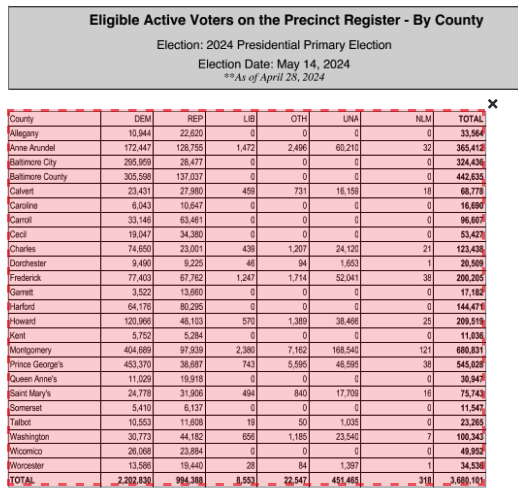 Eligible Active Voters on the Precinct Register - By County
Election: 2024 Presidential Primary Election
Election Date: May 14, 2024
**As of April 28, 2024
County DEM REP LIB OTH UNA NLM TOTAL
Allegany 10,944 22,620 0 0 0 0 33,564
Anne Arundel 172,447 128,755 1,472 2,496 60,210 32 365,412
Baltimore City 295,959 28,477 0 0 0 0 324,436
Baltimore County 305,598 137,037 0 0 0 0 442,635
Calvert 23,431 27,980 459 731 16,159 18 68,778
Caroline 6,043 10,647 0 0 0 0 16,690
Carroll 33,146 63,461 0 0 0 0 96,607
Cecil 19,047 34,380 0 0 0 0 53,427
Charles 74,650 23,001 439 1,207 24,120 21 123,438
Dorchester 9,490 9,225 46 94 1,653 1 20,509
Frederick 77,403 67,762 1,247 1,714 52,041 38 200,205
Garrett 3,522 13,660 0 0 0 0 17,182
Harford 64,176 80,295 0 0 0 0 144,471
Howard 120,966 48,103 570 1,389 38,466 25 209,519
Kent 5,752 5,284 0 0 0 0 11,036
Montgomery 404,689 97,939 2,380 7,162 168,540 121 680,831
Prince George's 453,370 38,687 743 5,595 46,595 38 545,028
Queen Anne's 11,029 19,918 0 0 0 0 30,947
Saint Mary's 24,778 31,906 494 840 17,709 16 75,743
Somerset 5,410 6,137 0 0 0 0 11,547
Talbot 10,553 11,608 19 50 1,035 0 23,265
Washington 30,773 44,182 656 1,185 23,540 7 100,343
Wicomico 26,068 23,884 0 0 0 0 49,952
Worcester 13,586 19,440 28 84 1,397 1 34,536
TOTAL 2,202,830 994,388 8,553 22,547 451,465 318 3,680,101